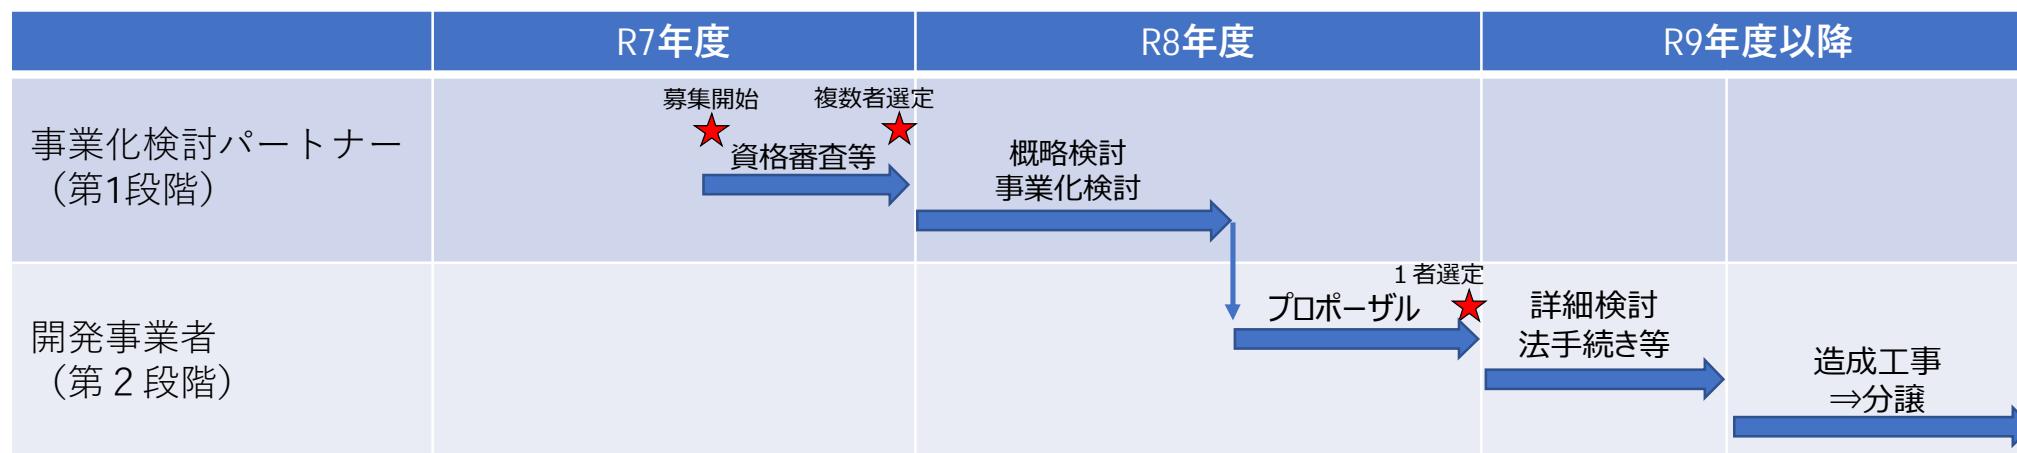 R7年度
R8年度
R9年度以降
募集開始
複数者選定
事業化検討パートナー
（第1段階）
資格審査等
概略検討
事業化検討
１者選定
開発事業者
（第２段階）
プロポーザル
詳細検討
法手続き等
造成工事
⇒分譲